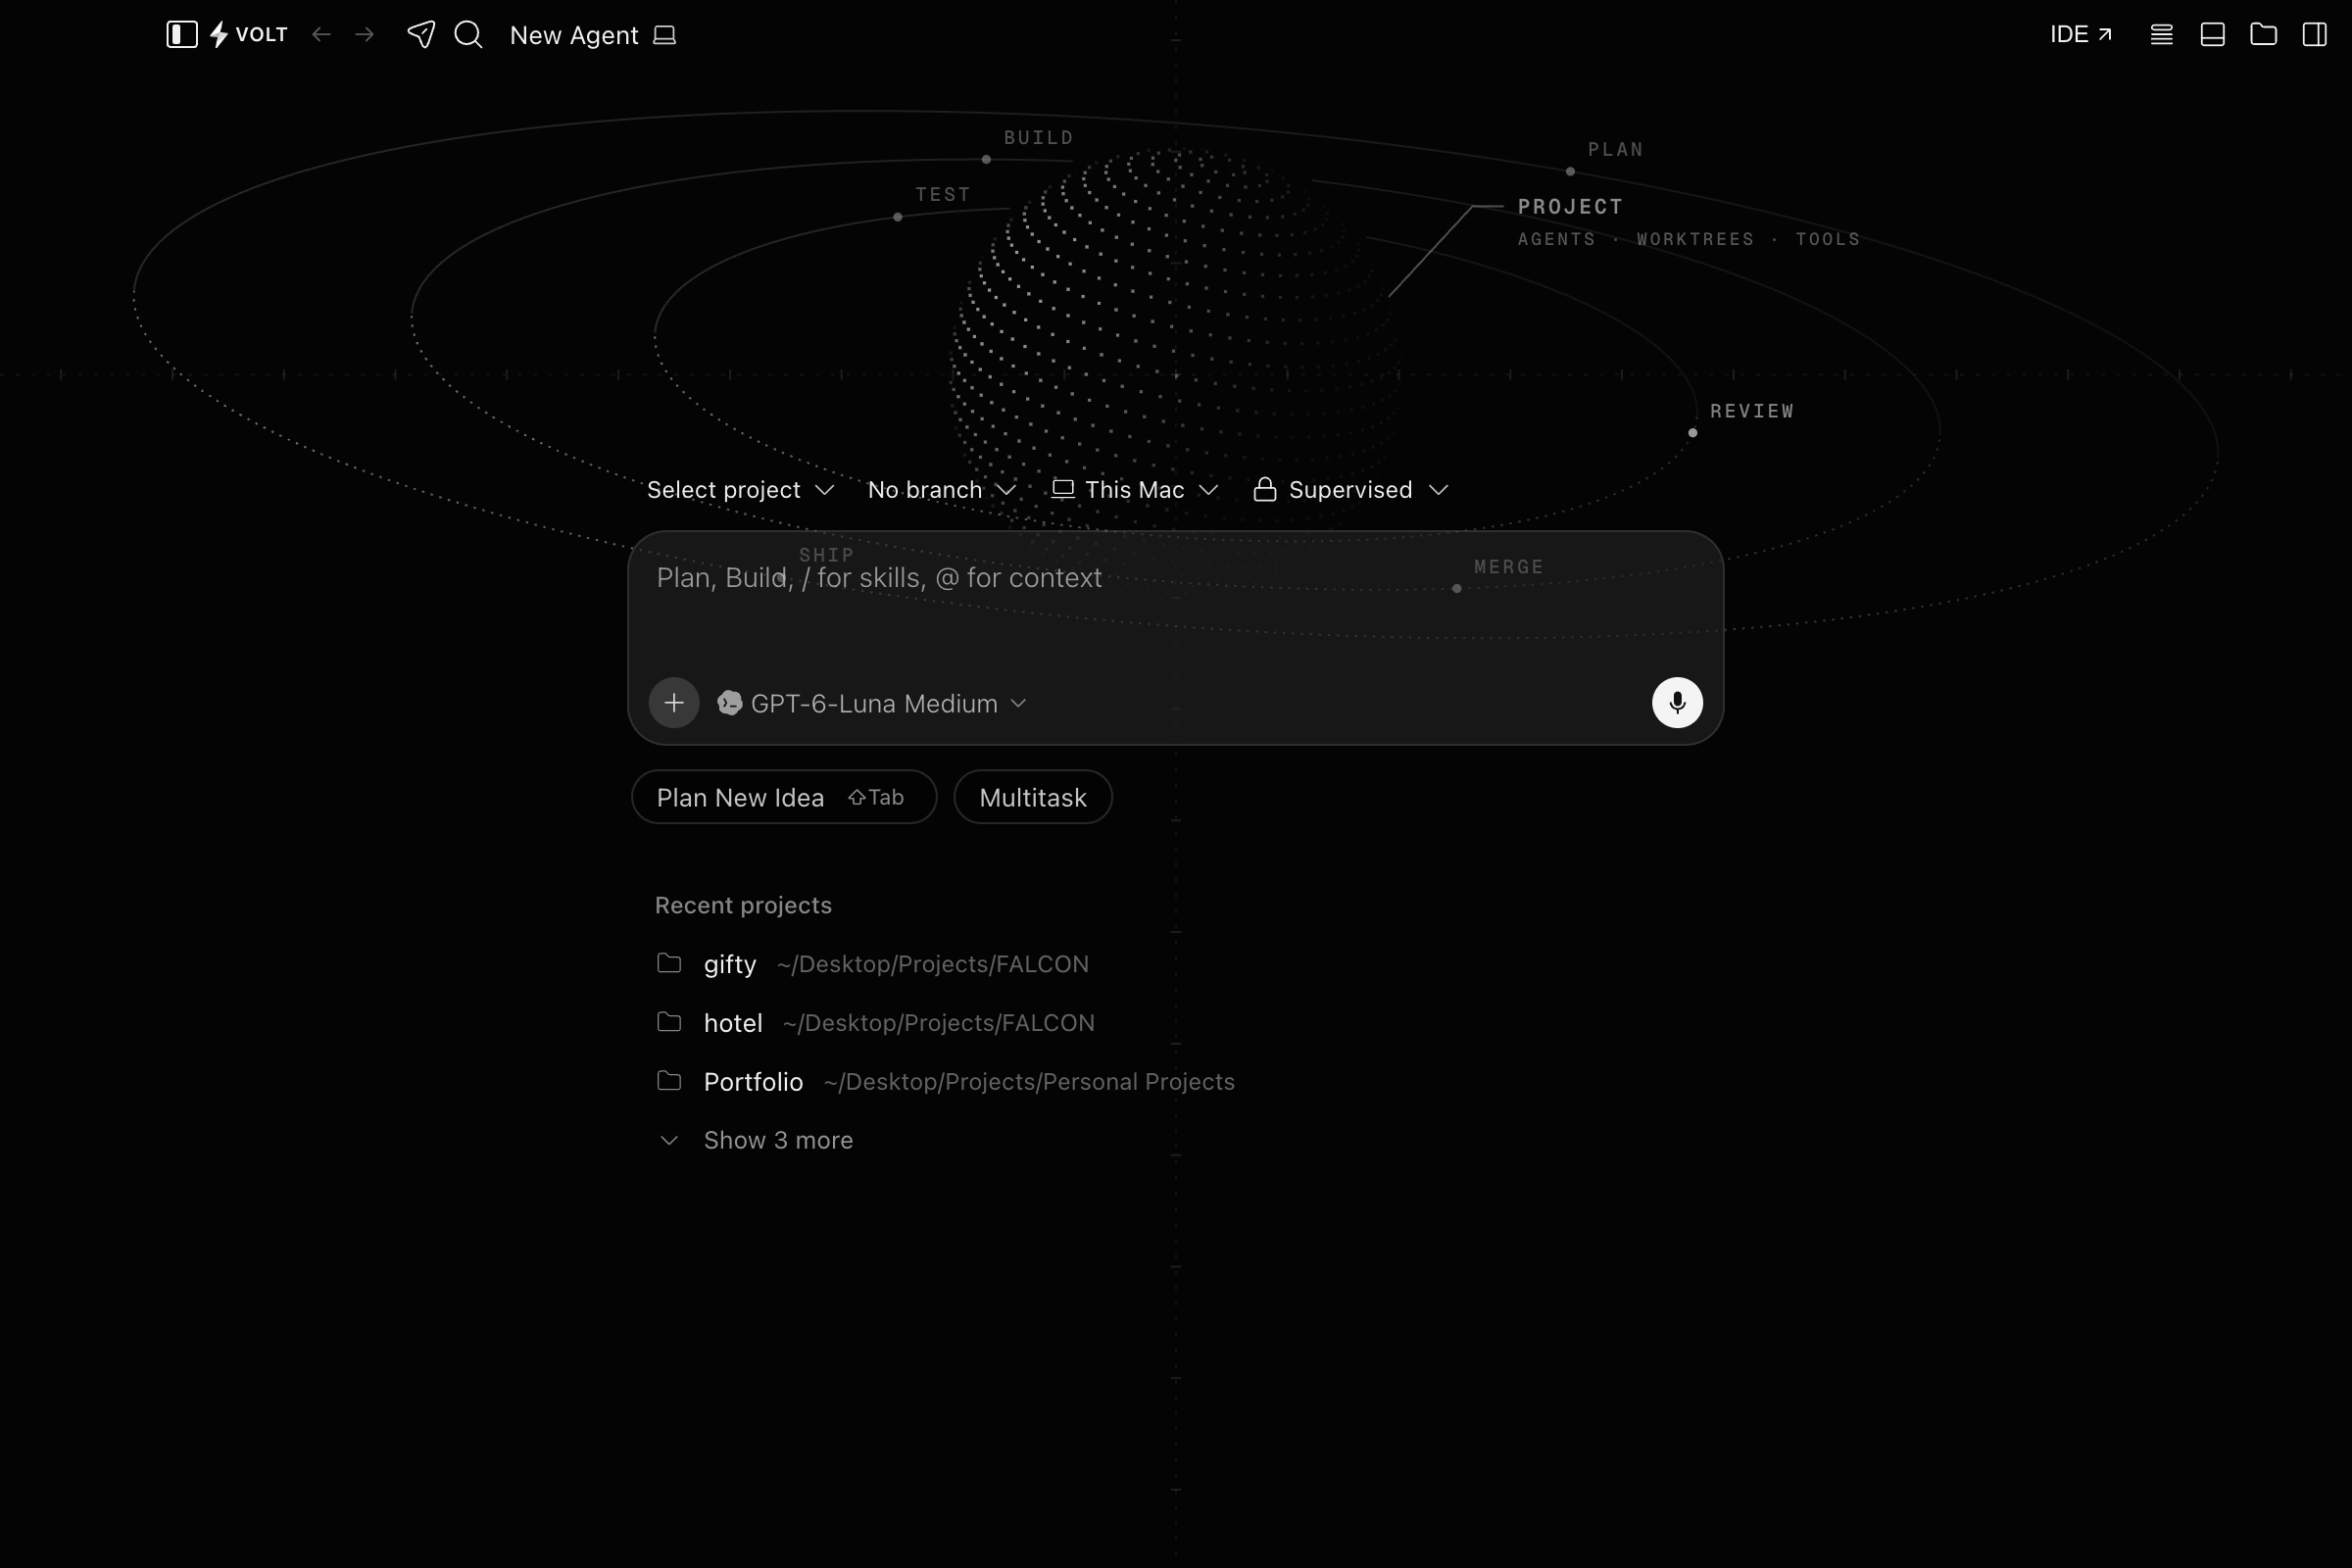 VOLT
New Agent
IDE
BUILD
PLAN
TEST
PROJECT
AGENTS · WORKTREES · TOOLS
REVIEW
Select project
No branch
This Mac
Supervised
SHIP
MERGE
Plan, Build, / for skills, @ for context
GPT-6-Luna Medium
Plan New Idea ⇧Tab
Multitask
Recent projects
gifty ~/Desktop/Projects/FALCON
hotel ~/Desktop/Projects/FALCON
Portfolio ~/Desktop/Projects/Personal Projects
Show 3 more